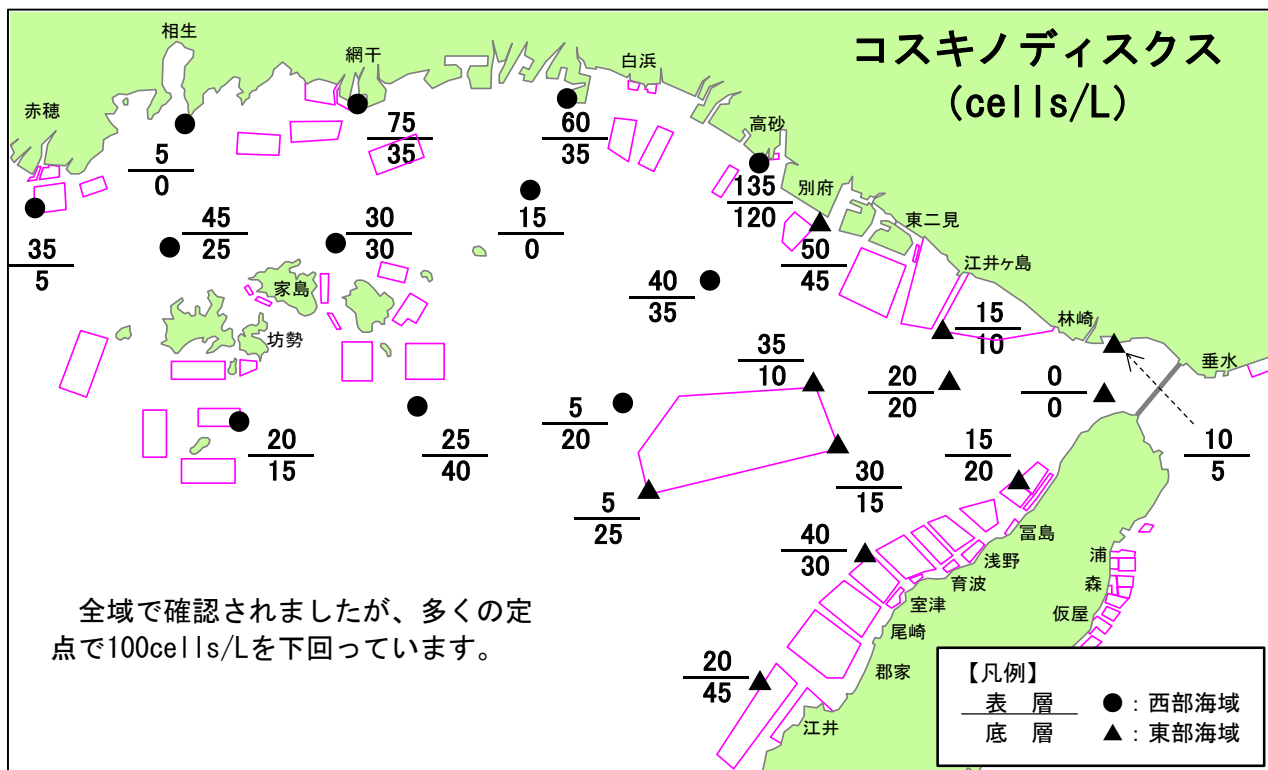 コスキノディスクス
(cells/L)
相生
網干
白浜
赤穂
高砂
別府
東二見
江井ヶ島
林崎
垂水
家島
坊勢
5
0
75
35
60
35
135
120
35
5
45
25
30
30
15
0
50
45
40
35
15
10
35
10
20
20
0
0
10
5
5
20
20
15
25
40
30
15
15
20
5
25
40
30
20
45
冨島
浅野
育波
室津
尾崎
郡家
江井
浦
森
仮屋
全域で確認されましたが、多くの定
点で100cells/Lを下回っています。
【凡例】
表 層
底 層
●：西部海域
▲：東部海域